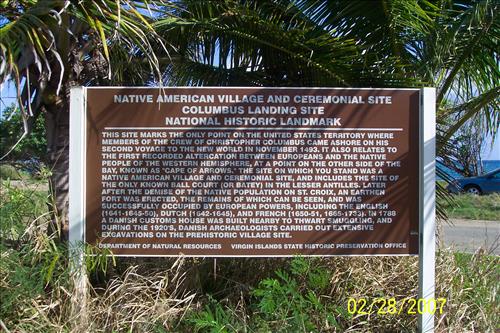 NATIVE AMERICAN VILLAGE AND CEREMONIAL SITE
COLUMBUS LANDING SITE
NATIONAL HISTORIC LANDMARK
THIS SITE MARKS THE ONLY POINT ON THE UNITED STATES TERRITORY WHERE
MEMBERS OF THE CREW OF CHRISTOPHER COLUMBUS CAME ASHORE ON HIS
SECOND VOYAGE TO THE NEW WORLD IN NOVEMBER 1493. IT ALSO RELATES TO
THE FIRST RECORDED ALTERCATION BETWEEN EUROPEANS AND THE NATIVE
PEOPLE OF THE WESTERN HEMISPHERE, AT A POINT ON THE OTHER SIDE OF THE
BAY, KNOWN AS "CAPE OF ARROWS." THE SITE ON WHICH YOU STAND WAS A
NATIVE AMERICAN VILLAGE AND CEREMONIAL SITE, AND INCLUDES THE SITE OF
THE ONLY KNOWN BALL COURT (OR BATEY) IN THE LESSER ANTILLES. LATER
AFTER THE DEMISE OF THE NATIVE POPULATION ON ST. CROIX, AN EARTHEN
FORT WAS ERECTED, THE REMAINS OF WHICH CAN BE SEEN, AND WAS
SUCCESSFULLY OCCUPIED BY EUROPEAN POWERS, INCLUDING THE ENGLISH
(1641-1645-50), DUTCH (1642-1645), AND FRENCH (1650-51, 1665-1733). IN 1788
A DANISH CUSTOMS HOUSE WAS BUILT NEARBY TO THWART SMUGGLING, AND
DURING THE 1920'S, DANISH ARCHAEOLOGISTS CARRIED OUT EXTENSIVE
EXCAVATIONS ON THE PREHISTORIC VILLAGE SITE.
DEPARTMENT OF NATURAL RESOURCES VIRGIN ISLANDS STATE HISTORIC PRESERVATION OFFICE
02/28/2007